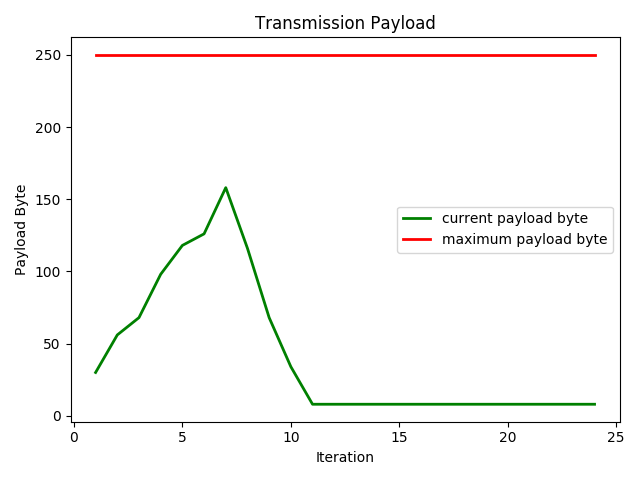 Transmission Payload
250
200
150
100
50
0
Payload Byte
current payload byte
maximum payload byte
0 5 10 15 20 25
Iteration